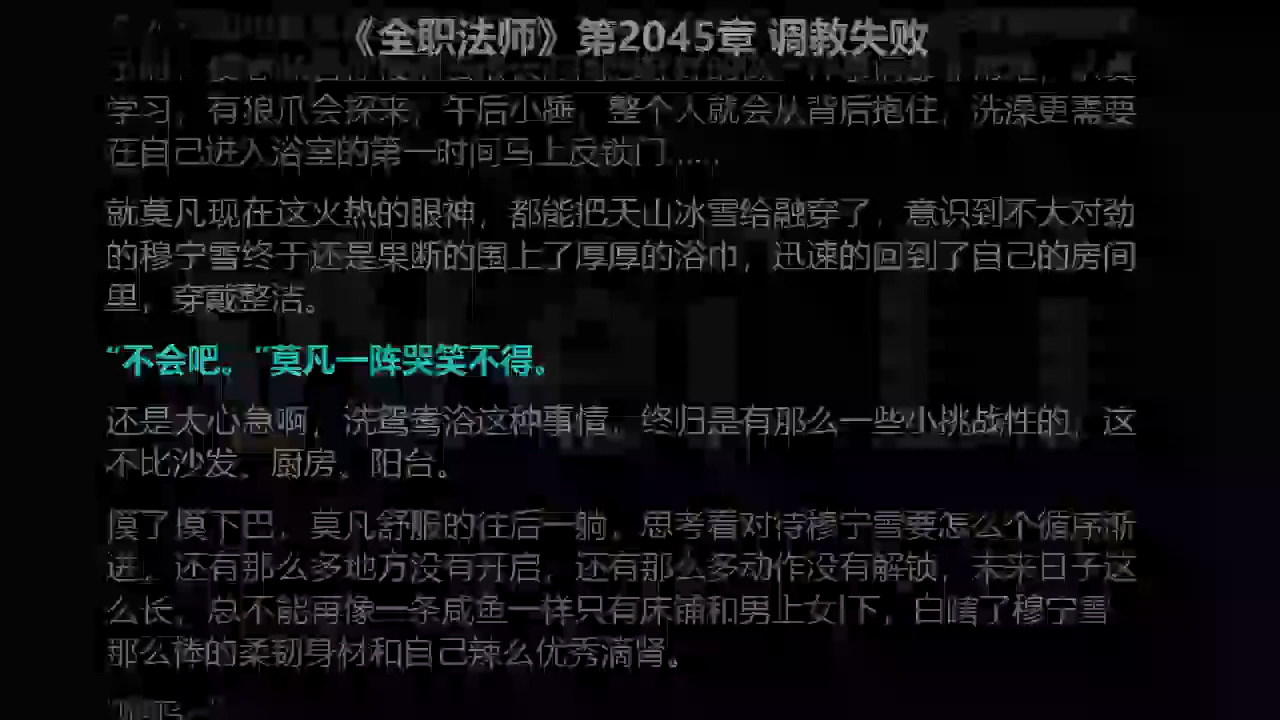 《全职法师》第2045章 调教失败
学习，有狼爪会探来，午后小睡，整个人就会从背后抱住，洗澡更需要
在自己进入浴室的第一时间马上反锁门……
就莫凡现在这火热的眼神，都能把天山冰雪给融穿了，意识到不大对劲
的穆宁雪终于还是果断的围上了厚厚的浴巾，迅速的回到了自己的房间
里，穿戴整洁。
“不会吧。”莫凡一阵哭笑不得。
还是太心急啊，洗鸳鸯浴这种事情，终归是有那么一些小挑战性的，这
不比沙发、厨房、阳台。
摸了摸下巴，莫凡舒服的往后一躺，思考着对待穆宁雪要怎么个循序渐
进，还有那么多地方没有开启，还有那么多动作没有解锁，未来日子这
么长，总不能再像一条咸鱼一样只有床铺和男上女|下，白瞎了穆宁雪
那么棒的柔韧身材和自己辣么优秀滴肾。